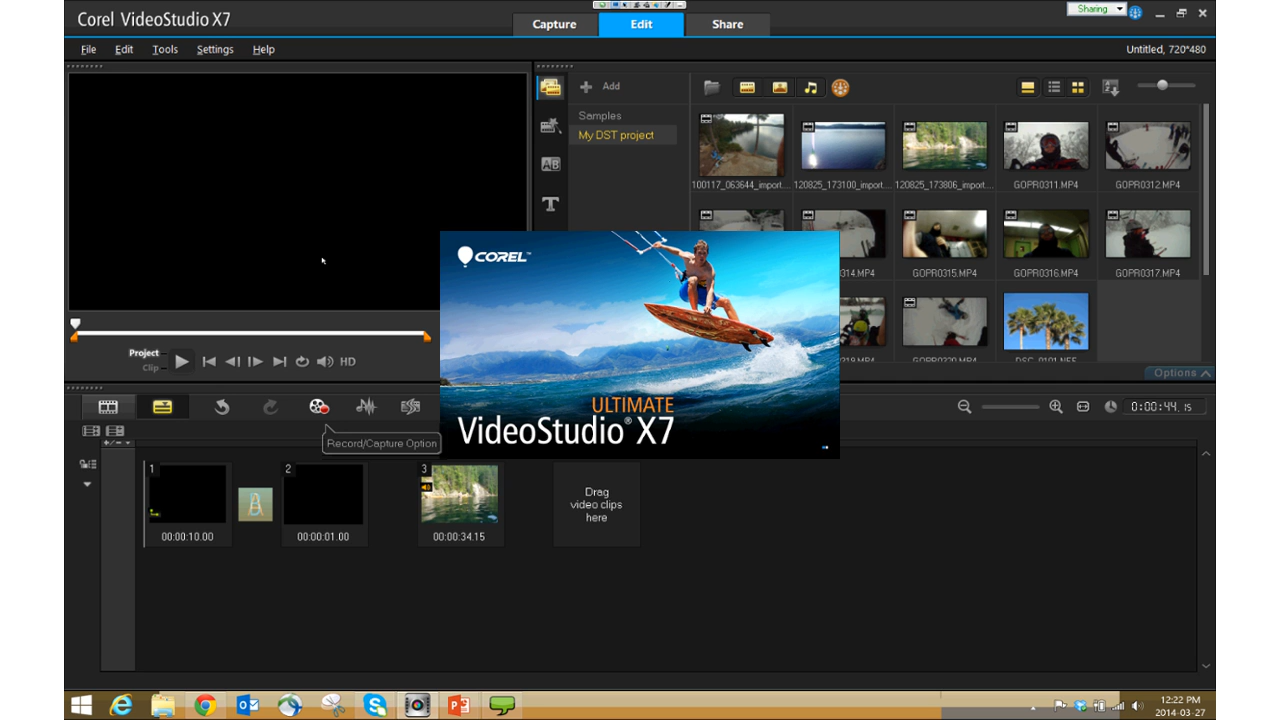 Corel VideoStudio X7
Sharing
Capture
Edit
Share
File Edit Tools Settings Help
Untitled, 720*480
Add
Samples
My DST project
100117_063644_import...
120825_173100_import...
120825_173806_import...
GOPR0311.MP4
GOPR0312.MP4
314.MP4
GOPR0315.MP4
GOPR0316.MP4
GOPR0317.MP4
GOPR0320.MP4
DSC_0101.NEF
Options
AB
T
Project
Clip
HD
COREL™
ULTIMATE
VideoStudio® X7
0:00:44.15
Record/Capture Option
1
2
3
Drag
video clips
here
00:00:10.00
00:00:01.00
00:00:34.15
12:22 PM
2014-03-27